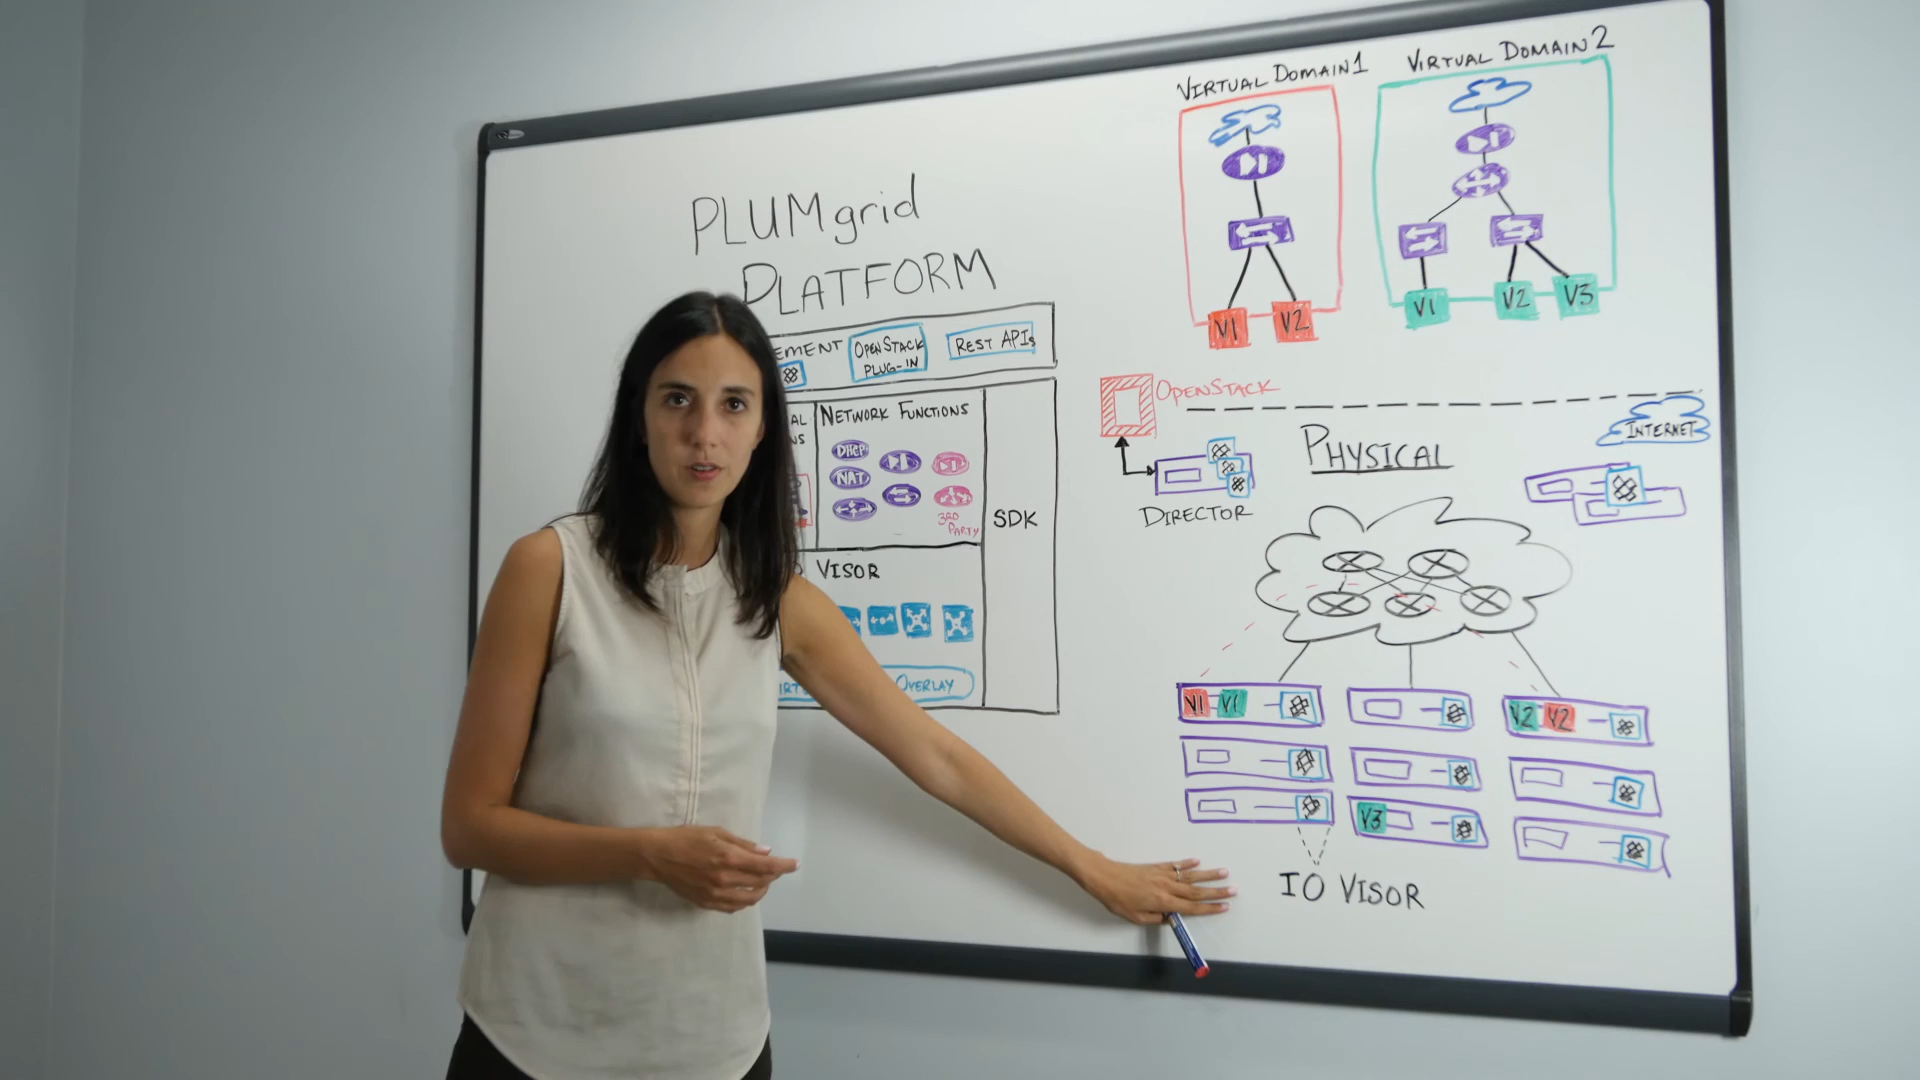 PLUMgrid
PLATFORM
EMENT
OPENSTACK
PLUG-IN
REST APIs
AL
NS
NETWORK FUNCTIONS
DHCP
NAT
3RD
PARTY
SDK
VISOR
OVERLAY
VIRTUAL DOMAIN 1
V1
V2
VIRTUAL DOMAIN 2
V1
V2
V3
OPENSTACK
DIRECTOR
PHYSICAL
INTERNET
V1
V1
V2
V2
V3
IO VISOR